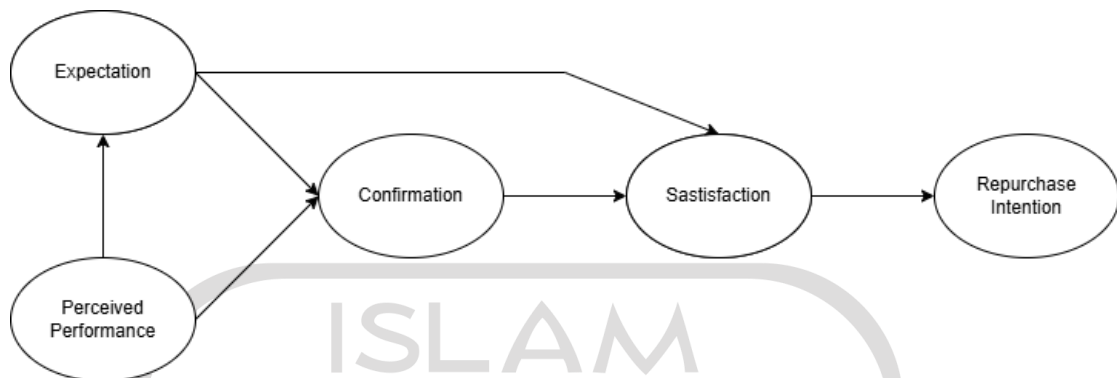 Expectation
Confirmation
Sastisfaction
Repurchase
Intention
Perceived
Performance
ISLAM